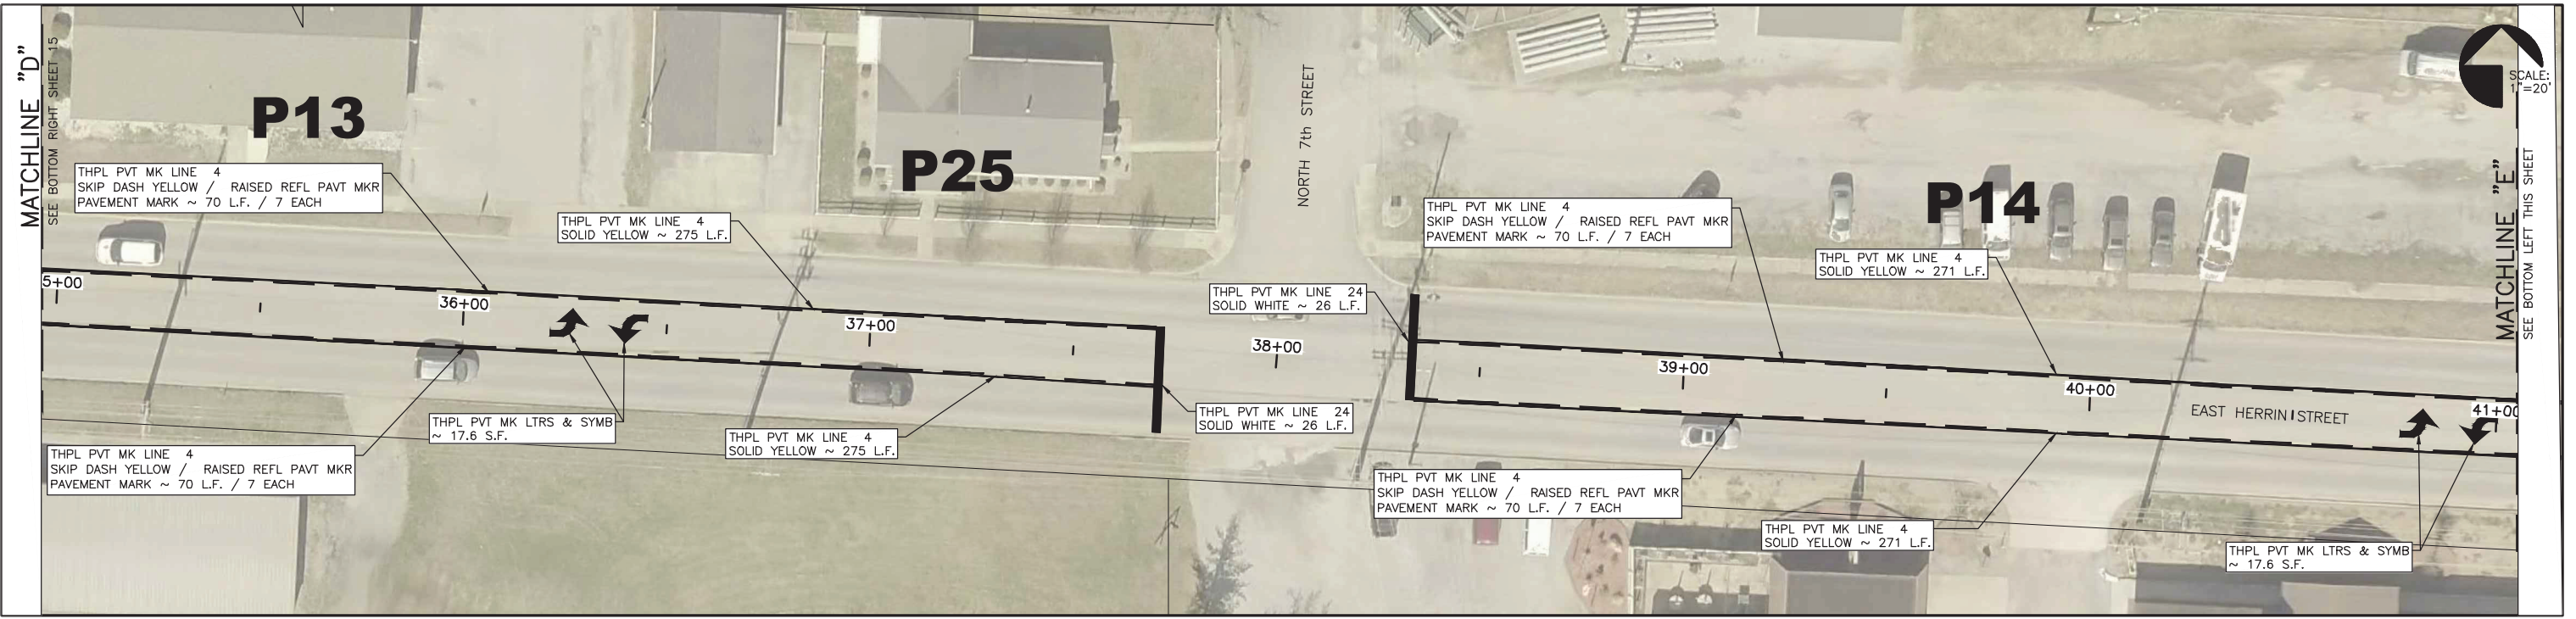 MATCHLINE "D"
SEE BOTTOM RIGHT SHEET 15
P13
THPL PVT MK LINE 4
SKIP DASH YELLOW / RAISED REFL PAVT MKR
PAVEMENT MARK ~ 70 L.F. / 7 EACH
THPL PVT MK LINE 4
SOLID YELLOW ~ 275 L.F.
P25
NORTH 7th STREET
THPL PVT MK LINE 4
SKIP DASH YELLOW / RAISED REFL PAVT MKR
PAVEMENT MARK ~ 70 L.F. / 7 EACH
P14
THPL PVT MK LINE 4
SOLID YELLOW ~ 271 L.F.
SCALE:
1"=20'
MATCHLINE "E"
SEE BOTTOM LEFT THIS SHEET
5+00
36+00
37+00
THPL PVT MK LINE 24
SOLID WHITE ~ 26 L.F.
38+00
39+00
40+00
EAST HERRIN STREET
41+00
THPL PVT MK LTRS & SYMB
~ 17.6 S.F.
THPL PVT MK LINE 24
SOLID WHITE ~ 26 L.F.
THPL PVT MK LINE 4
SOLID YELLOW ~ 275 L.F.
THPL PVT MK LINE 4
SKIP DASH YELLOW / RAISED REFL PAVT MKR
PAVEMENT MARK ~ 70 L.F. / 7 EACH
THPL PVT MK LINE 4
SKIP DASH YELLOW / RAISED REFL PAVT MKR
PAVEMENT MARK ~ 70 L.F. / 7 EACH
THPL PVT MK LINE 4
SOLID YELLOW ~ 271 L.F.
THPL PVT MK LTRS & SYMB
~ 17.6 S.F.